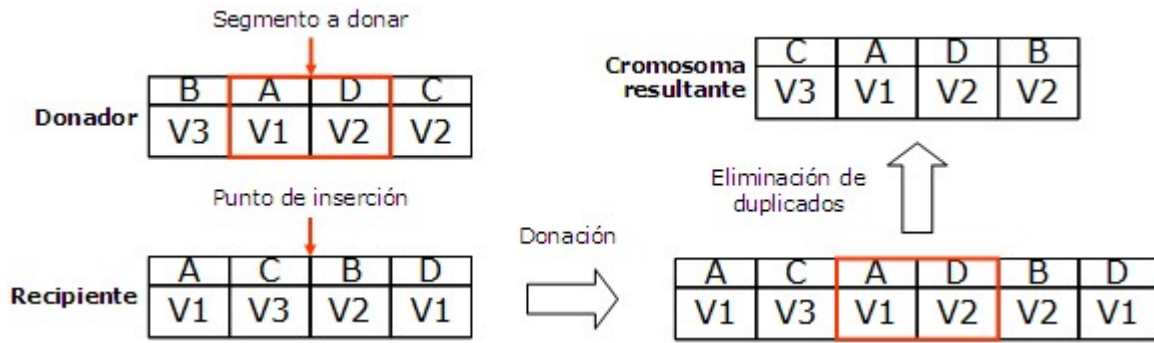 Segmento a donar
Donador
B A D C
V3 V1 V2 V2
Punto de inserción
Recipiente
A C B D
V1 V3 V2 V1
Donación
A C A D B D
V1 V3 V1 V2 V2 V1
Eliminación de
duplicados
Cromosoma
resultante
C A D B
V3 V1 V2 V2